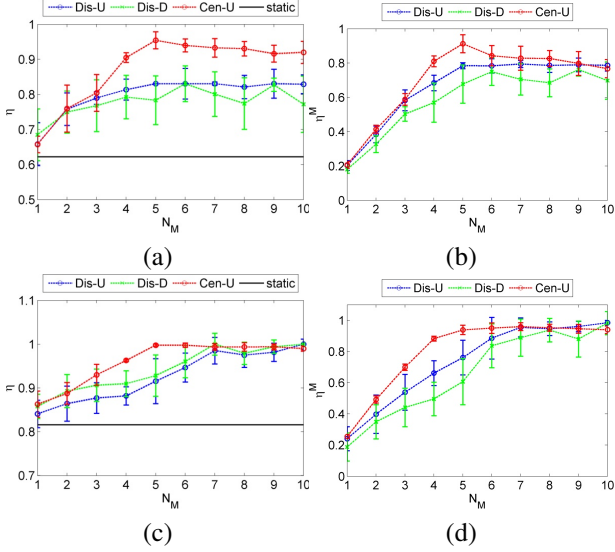 Dis-U Dis-D Cen-U static
1
0.9
0.8
η
0.7
0.6
0.5
1 2 3 4 5 6 7 8 9 10
N_M
(a)
Dis-U Dis-D Cen-U
1
0.8
0.6
η^M
0.4
0.2
0
1 2 3 4 5 6 7 8 9 10
N_M
(b)
Dis-U Dis-D Cen-U static
1.1
1
η
0.9
0.8
0.7
1 2 3 4 5 6 7 8 9 10
N_M
(c)
Dis-U Dis-D Cen-U
1
0.8
0.6
η^M
0.4
0.2
0
1 2 3 4 5 6 7 8 9 10
N_M
(d)